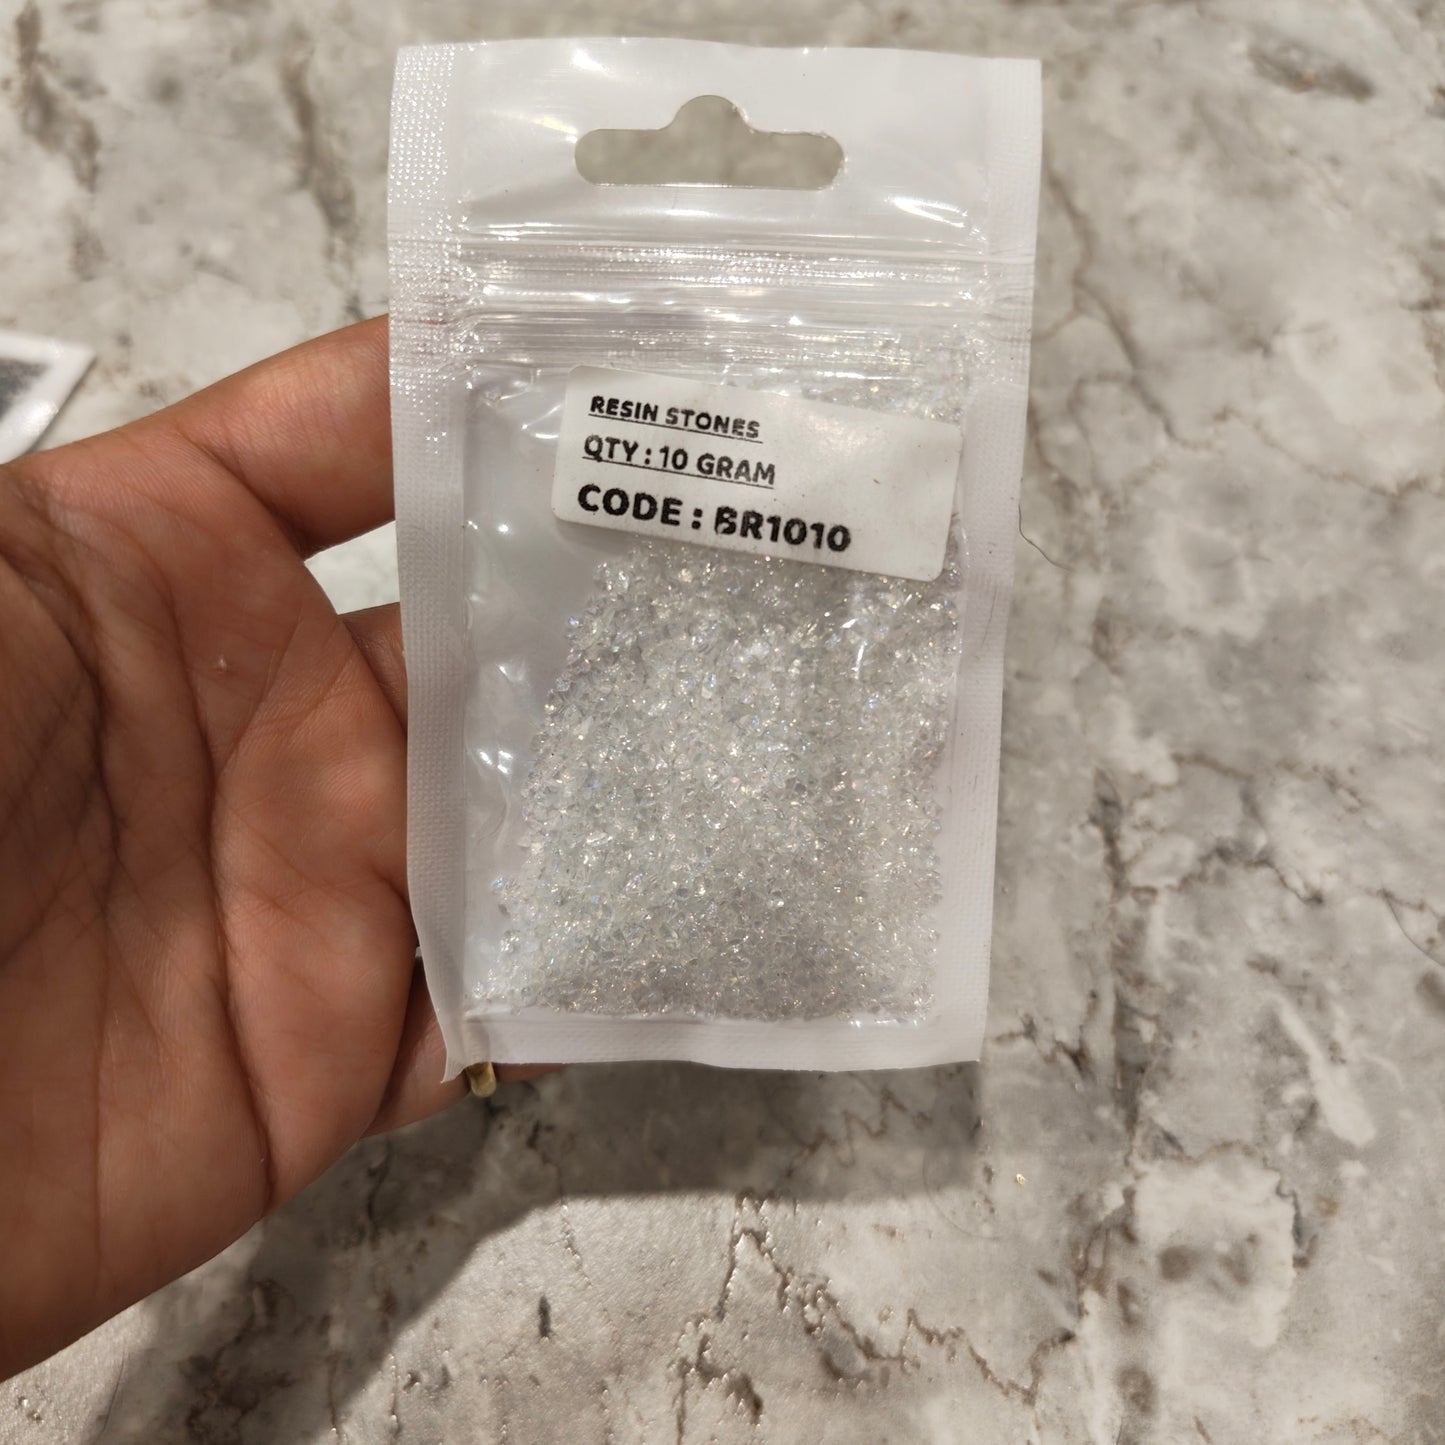 RESIN STONES
QTY : 10 GRAM
CODE : BR1010